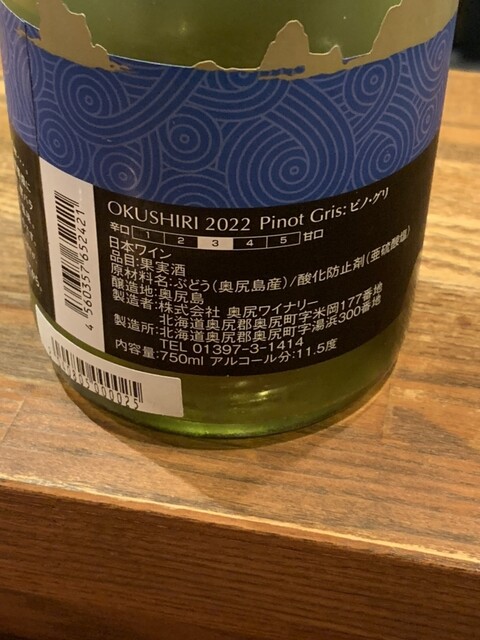 OKUSHIRI 2022 Pinot Gris:ピノ・グリ
辛口 1 2 3 4 5 甘口
日本ワイン
品目:果実酒
原材料名:ぶどう(奥尻島産)/酸化防止剤(亜硫酸塩)
醸造地:奥尻島
製造者:株式会社 奥尻ワイナリー
北海道奥尻郡奥尻町字米岡177番地
製造所:北海道奥尻郡奥尻町字湯浜300番地
TEL 01397-3-1414
内容量:750ml アルコール分:11.5度
4 560357 652421